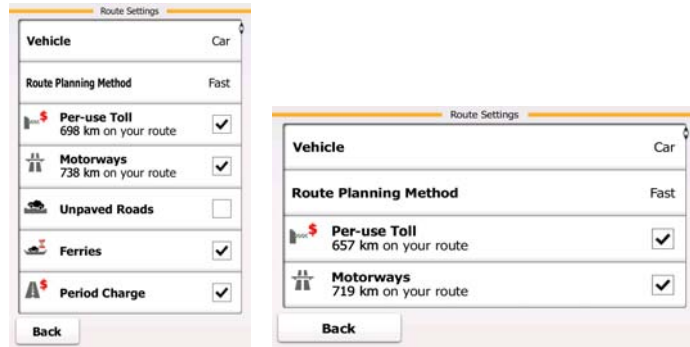 Route Settings
Vehicle Car
Route Planning Method Fast
$ Per-use Toll
698 km on your route
Motorways
738 km on your route
Unpaved Roads
Ferries
$ Period Charge
Back
Route Settings
Vehicle Car
Route Planning Method Fast
$ Per-use Toll
657 km on your route
Motorways
719 km on your route
Back